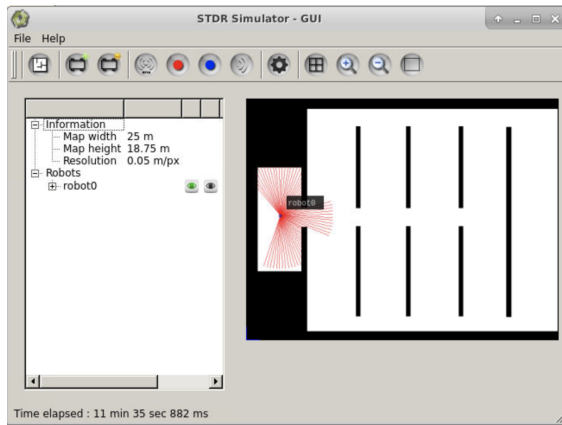 STDR Simulator - GUI
File Help
Information
Map width 25 m
Map height 18.75 m
Resolution 0.05 m/px
Robots
robot0
robot0
Time elapsed : 11 min 35 sec 882 ms